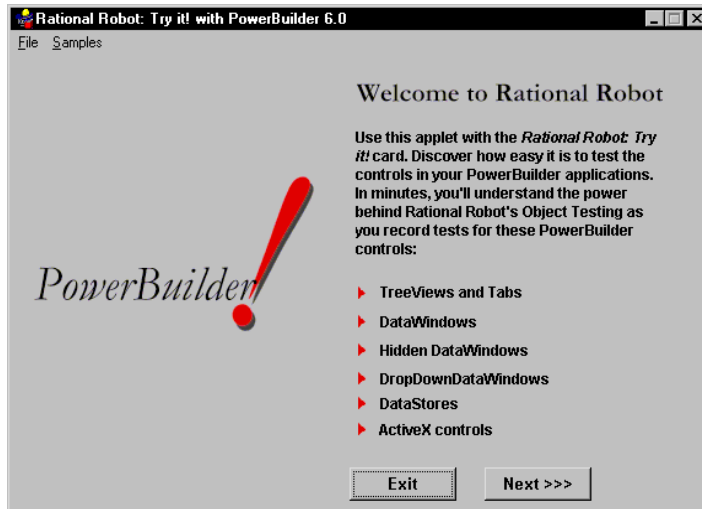 Rational Robot: Try it! with PowerBuilder 6.0
File Samples
Welcome to Rational Robot
Use this applet with the Rational Robot: Try
it! card. Discover how easy it is to test the
controls in your PowerBuilder applications.
In minutes, you'll understand the power
behind Rational Robot's Object Testing as
you record tests for these PowerBuilder
controls:
PowerBuilder!
TreeViews and Tabs
DataWindows
Hidden DataWindows
DropDownDataWindows
DataStores
ActiveX controls
Exit Next >>>